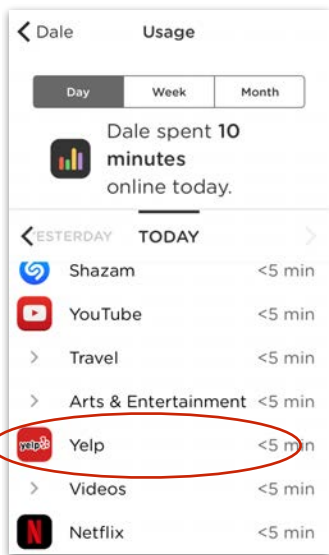 Dale Usage
Day Week Month
Dale spent 10
minutes
online today.
ESTERDAY TODAY
Shazam <5 min
YouTube <5 min
Travel <5 min
Arts & Entertainment <5 min
yelp Yelp <5 min
Videos <5 min
N Netflix <5 min